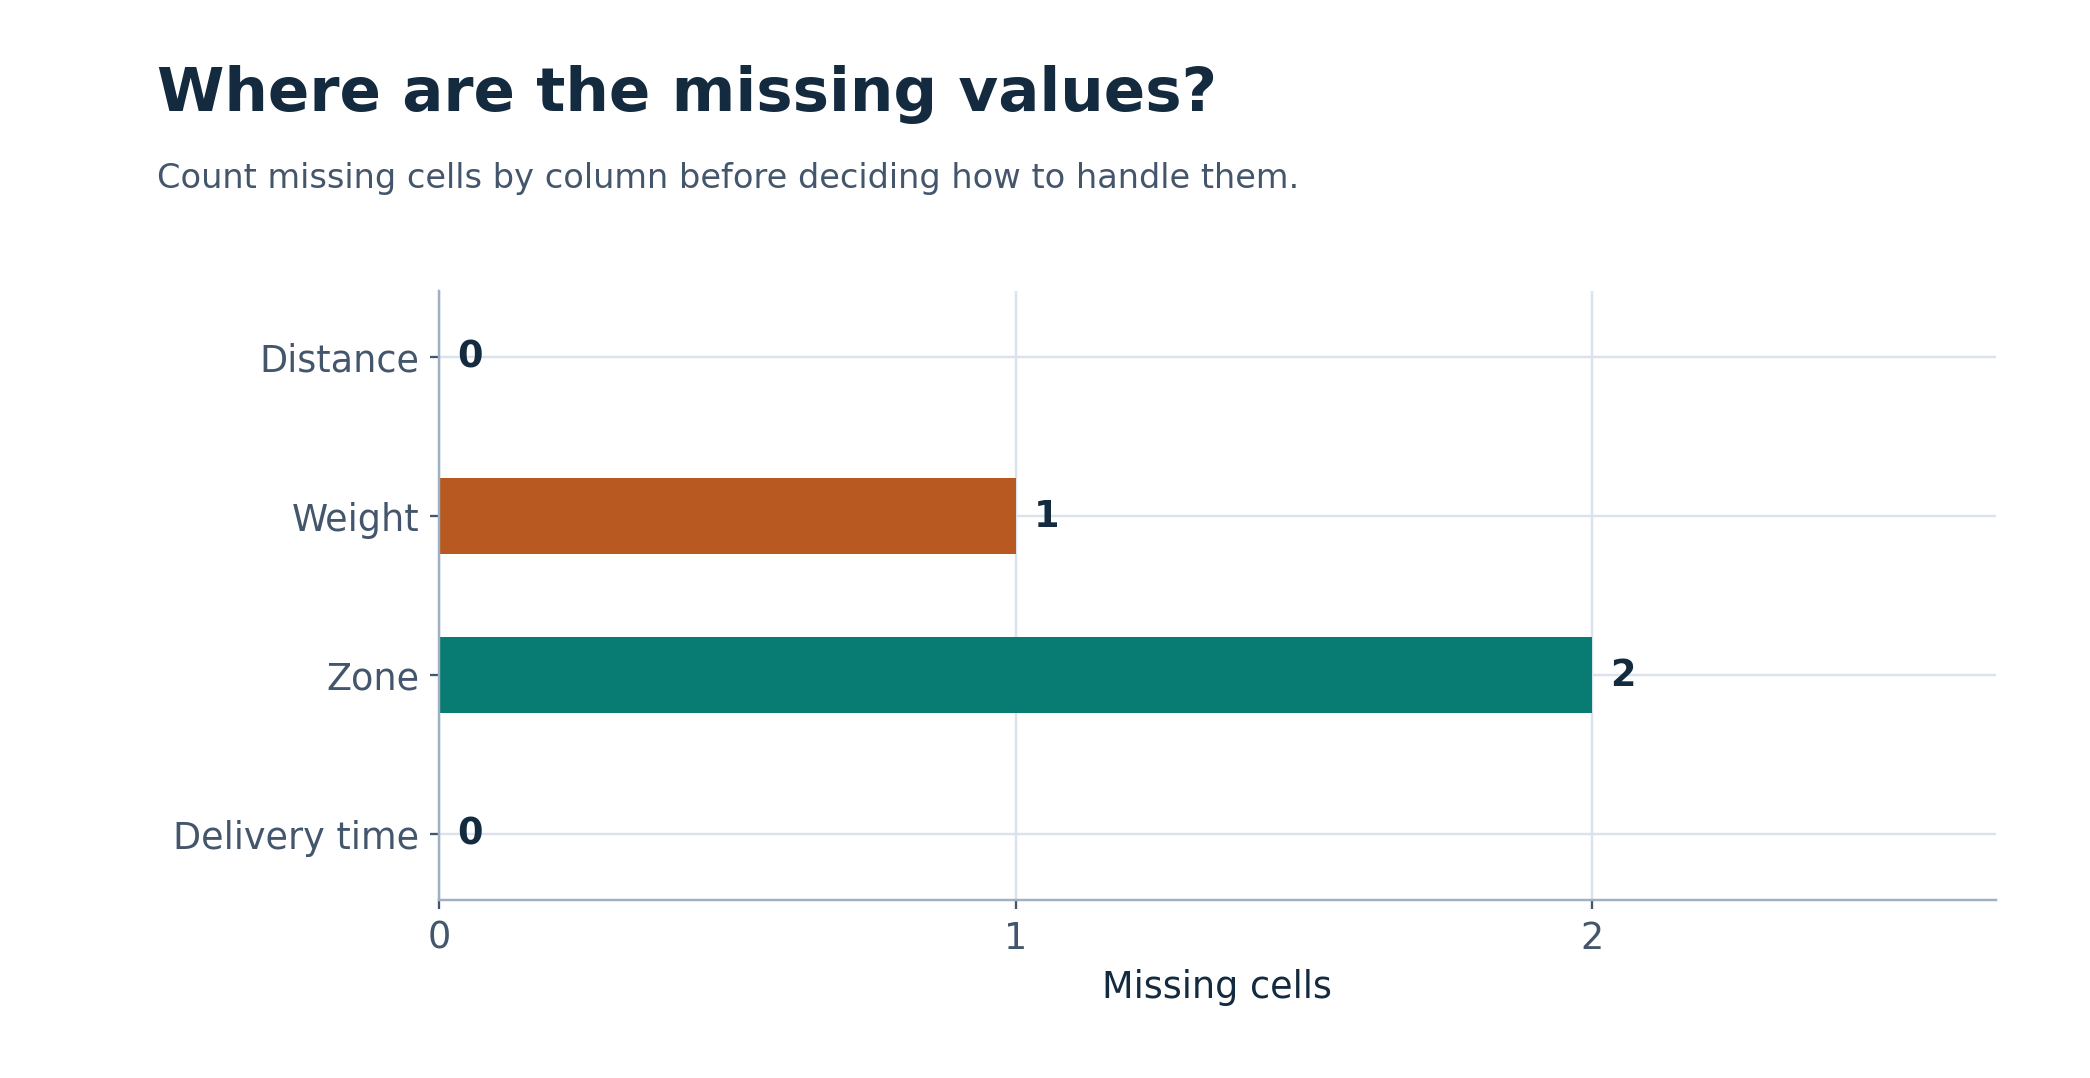 Where are the missing values?
Count missing cells by column before deciding how to handle them.
Distance 0
Weight 1
Zone 2
Delivery time 0
0 1 2
Missing cells